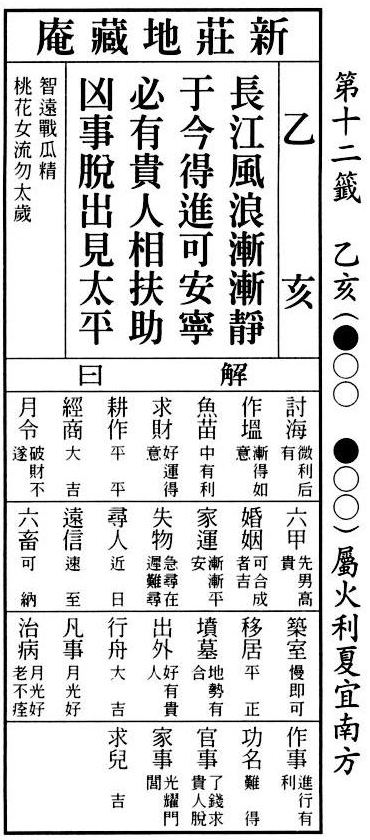 第十二籤　乙亥(●○○　●○○)屬火利夏宜南方
新莊地藏庵
乙亥
長江風浪漸漸靜
于今得進可安寧
必有貴人相扶助
凶事脫出見太平
智遠戰瓜精
桃花女流勿太歲
解曰
討海 微利后有
作塭 漸得如意
魚苗 中有利
求財 好運得意
耕作 平平
經商 大吉
月令 破財不遂
六甲 先男高貴
婚姻 可合成者吉
家運 漸漸平安
失物 急尋在遲難尋
尋人 近日
遠信 速至
六畜 可納
築室 慢即可
移居 平正
墳墓 地勢有合
出外 好有貴人
行舟 大吉
凡事 月光好
治病 月光好老不痊
作事 進行有利
功名 難得
官事 了錢求貴人脫
家事 光耀門閭
求兒 吉